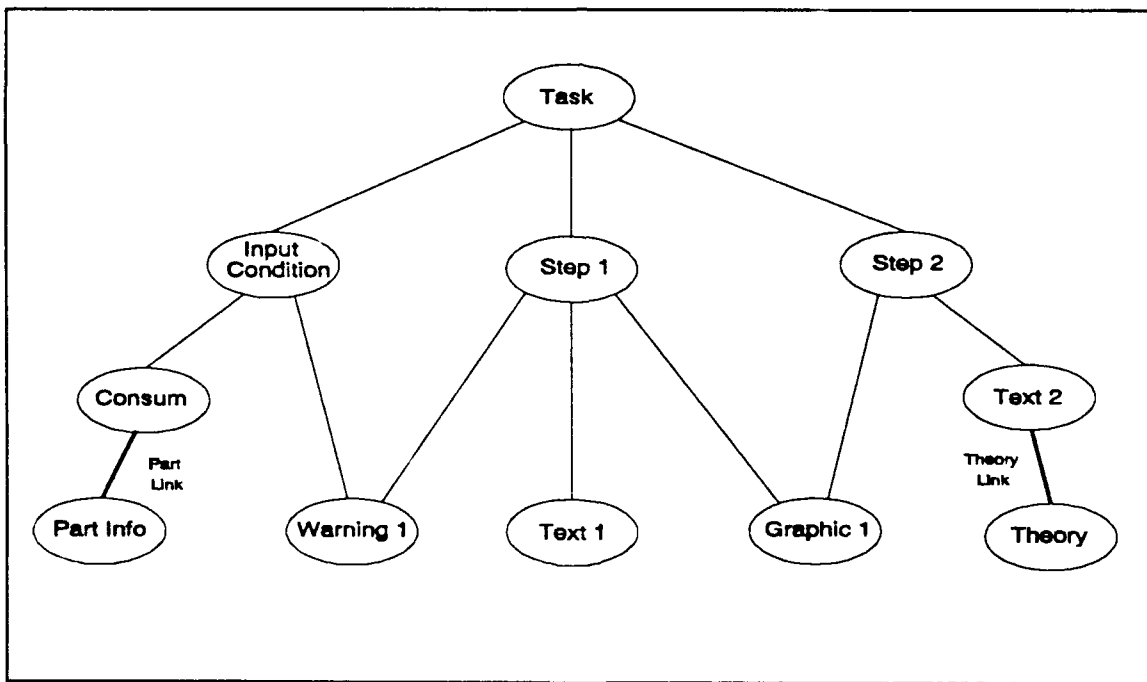 Task
Input
Condition
Step 1
Step 2
Consum
Text 2
Part
Link
Theory
Link
Part Info
Warning 1
Text 1
Graphic 1
Theory